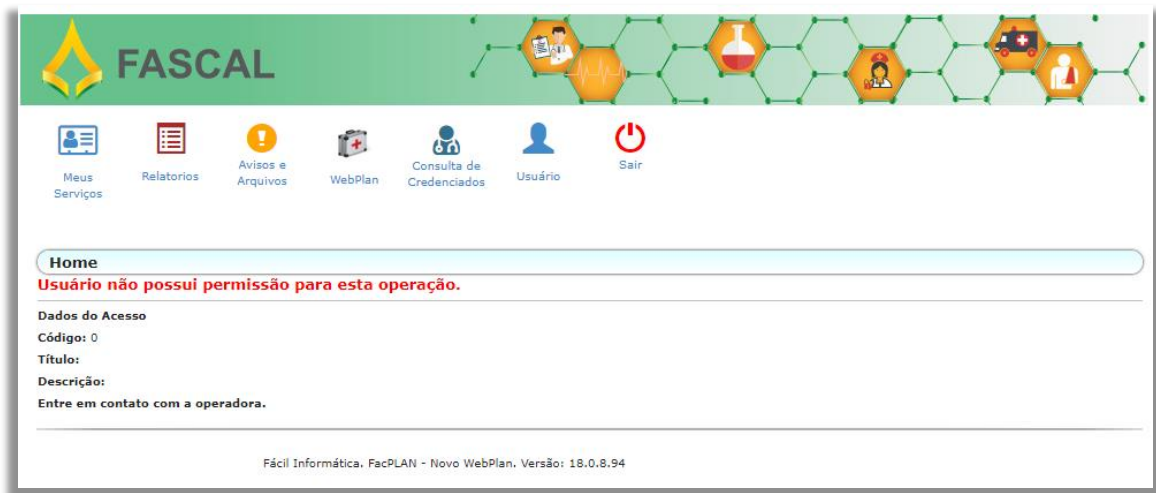 FASCAL
Meus
Serviços
Relatorios
Avisos e
Arquivos
WebPlan
Consulta de
Credenciados
Usuário
Sair
Home
Usuário não possui permissão para esta operação.
Dados do Acesso
Código: 0
Título:
Descrição:
Entre em contato com a operadora.
Fácil Informática. FacPLAN - Novo WebPlan. Versão: 18.0.8.94